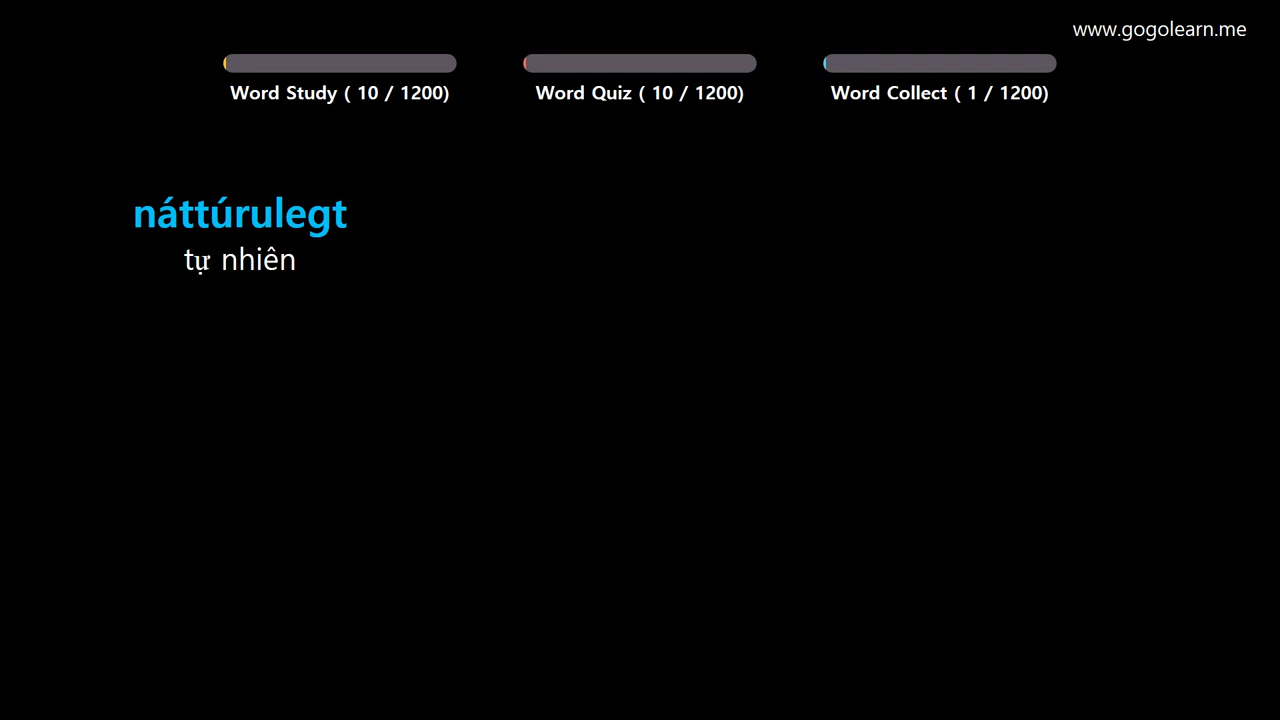 www.gogolearn.me
Word Study ( 10 / 1200)
Word Quiz ( 10 / 1200)
Word Collect ( 1 / 1200)
náttúrulegt
tự nhiên